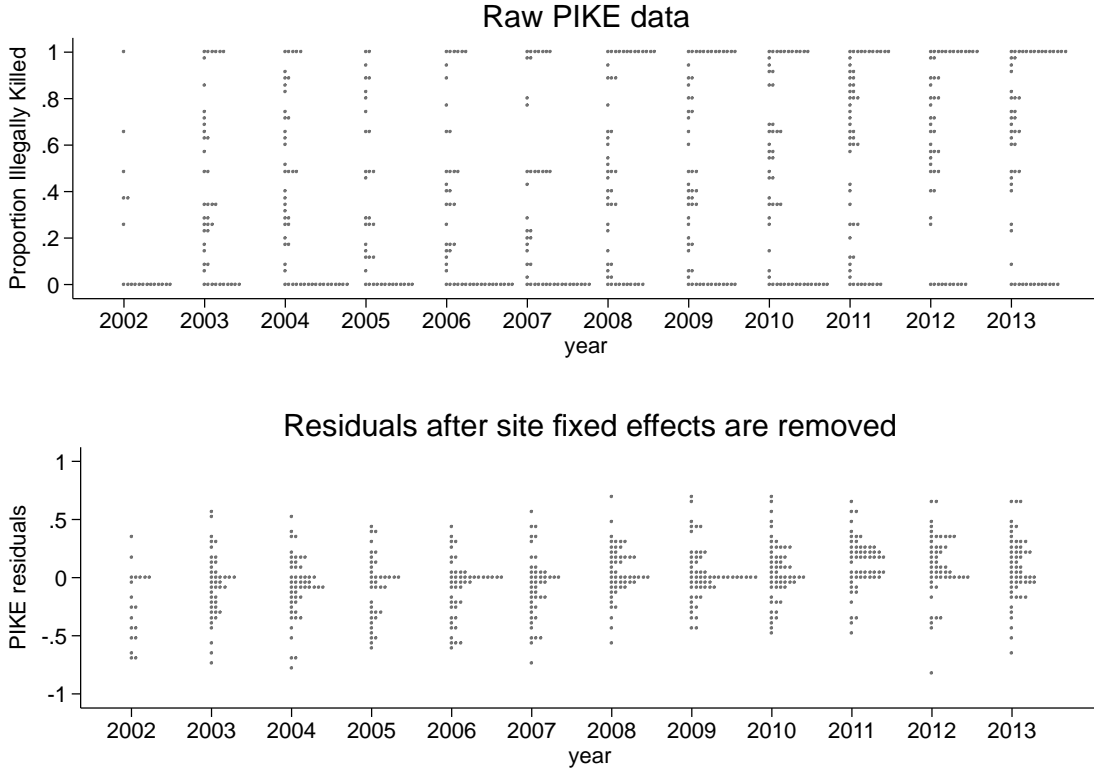 Raw PIKE data
Proportion Illegally Killed
1
.8
.6
.4
.2
0
2002 2003 2004 2005 2006 2007 2008 2009 2010 2011 2012 2013
year
Residuals after site fixed effects are removed
PIKE residuals
1
.5
0
-.5
-1
2002 2003 2004 2005 2006 2007 2008 2009 2010 2011 2012 2013
year